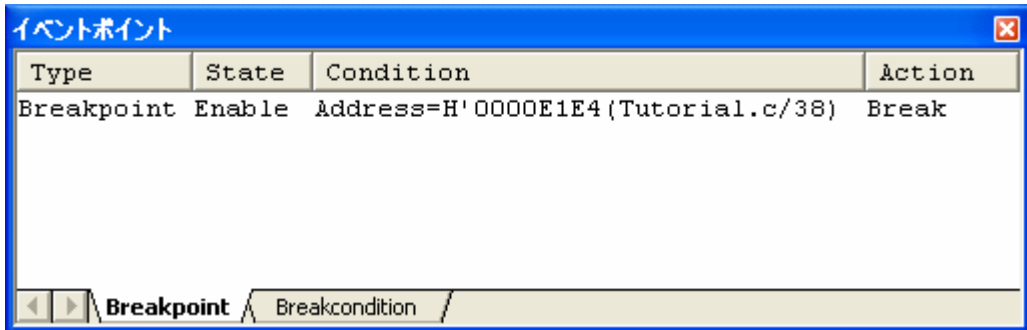 イベントポイント
Type State Condition Action
Breakpoint Enable Address=H'0000E1E4(Tutorial.c/38) Break
Breakpoint Breakcondition